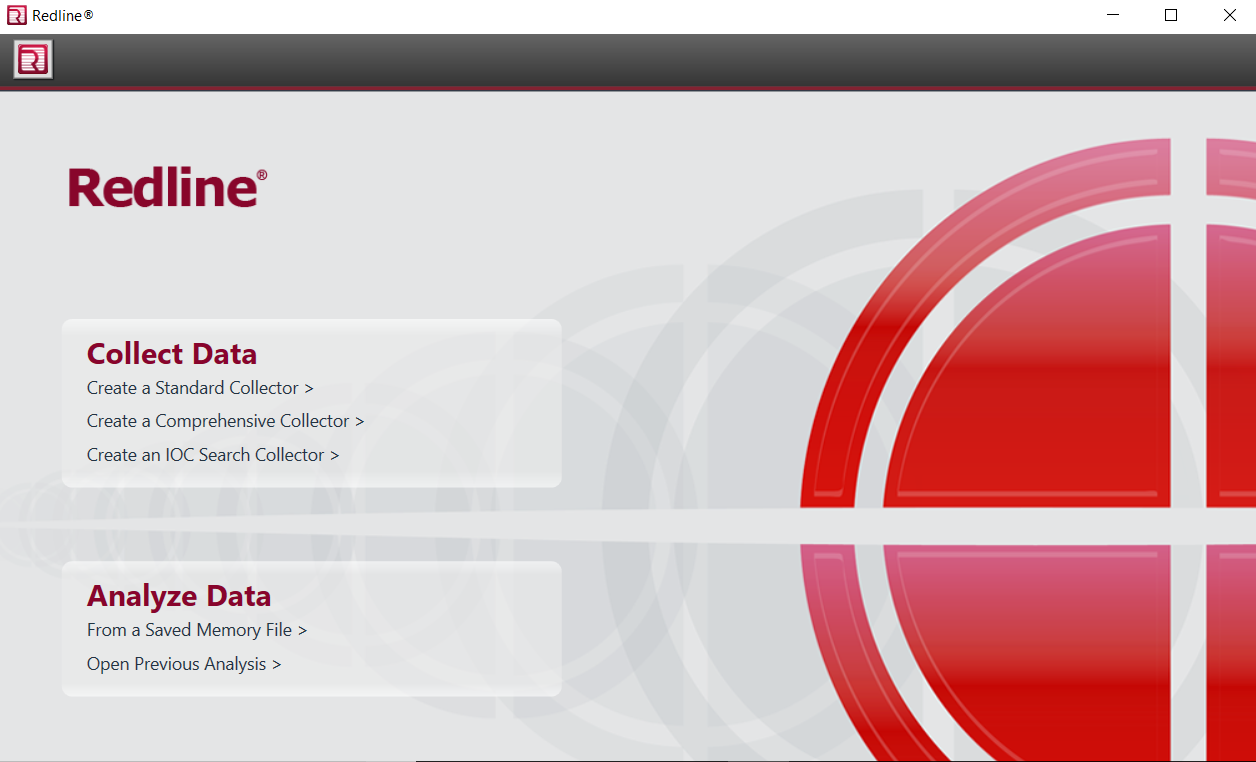 Redline®
Redline®
Collect Data
Create a Standard Collector >
Create a Comprehensive Collector >
Create an IOC Search Collector >
Analyze Data
From a Saved Memory File >
Open Previous Analysis >